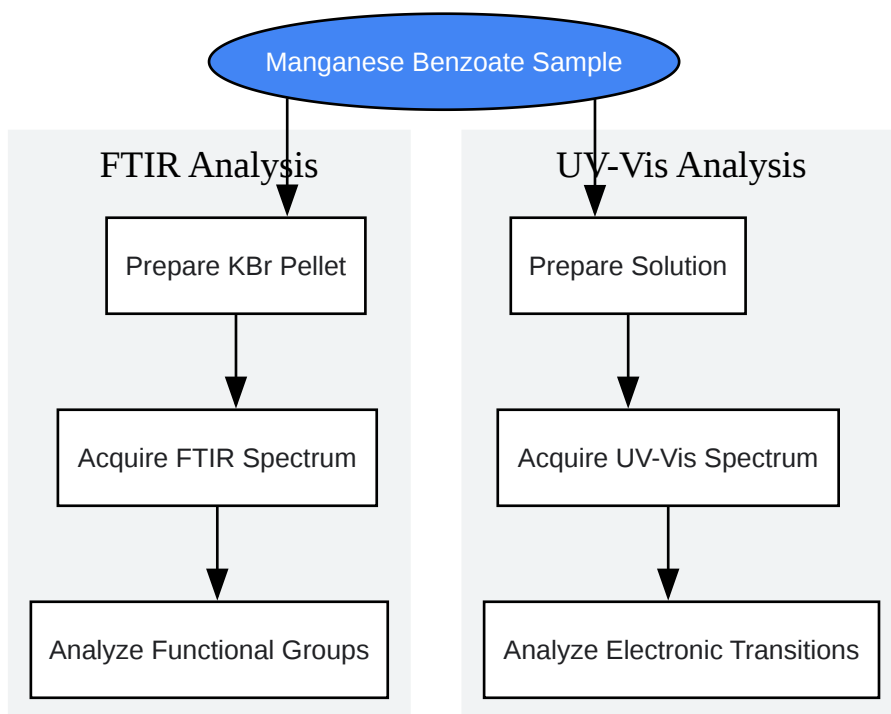 Manganese Benzoate Sample
FTIR Analysis
Prepare KBr Pellet
Acquire FTIR Spectrum
Analyze Functional Groups
UV-Vis Analysis
Prepare Solution
Acquire UV-Vis Spectrum
Analyze Electronic Transitions